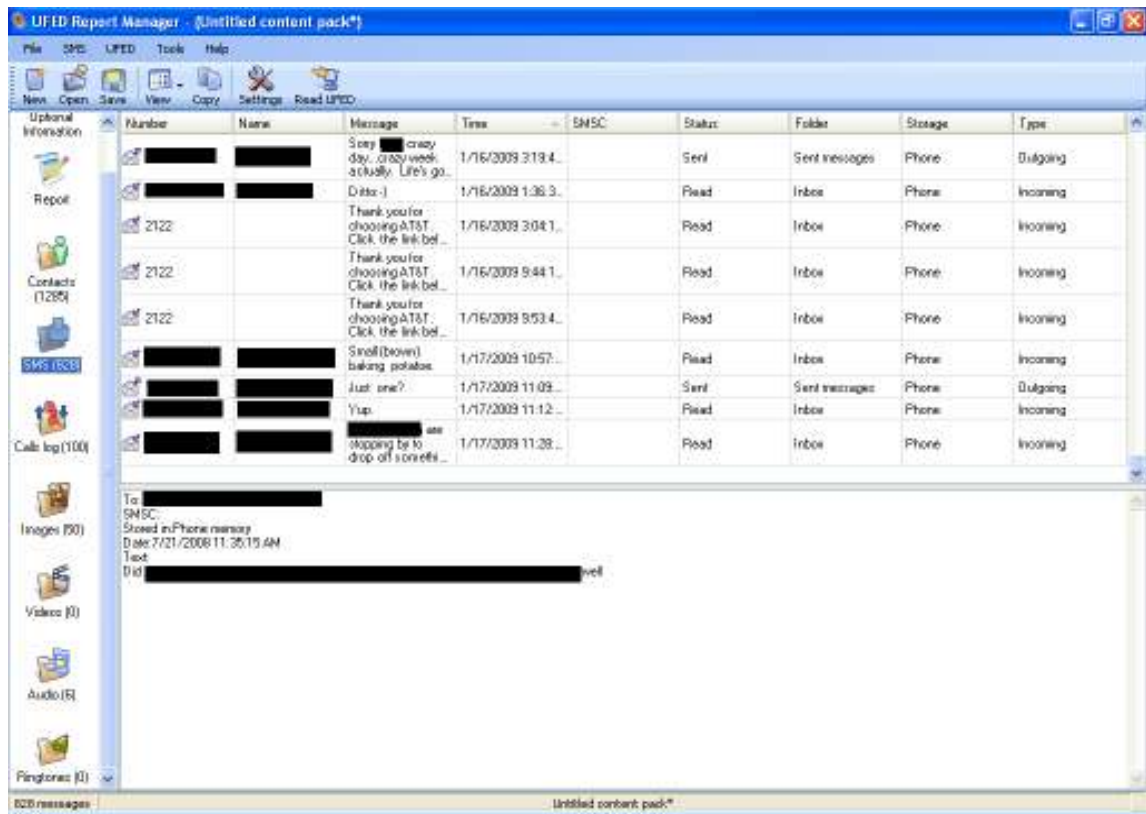 UFED Report Manager - (Untitled content pack*)
File SMS UFED Tools Help
New Open Save View Copy Settings Read UFED
Optional Information
Report
Contacts (1285)
SMS (828)
Calls log (100)
Images (90)
Videos (0)
Audio (6)
Ringtones (0)
Number Name Message Time SMSC Status Folder Storage Type
Sorry crazy
day...crazy week
actually. Life's go... 1/16/2009 3:19:4... Sent Sent messages Phone Outgoing
Ditto:-) 1/16/2009 1:36:3... Read Inbox Phone Incoming
2122 Thank you for
choosing AT&T.
Click the link bel... 1/16/2009 3:04:1... Read Inbox Phone Incoming
2122 Thank you for
choosing AT&T.
Click the link bel... 1/16/2009 9:44:1... Read Inbox Phone Incoming
2122 Thank you for
choosing AT&T.
Click the link bel... 1/16/2009 9:53:4... Read Inbox Phone Incoming
Small (brown)
baking potatoe. 1/17/2009 10:57:... Read Inbox Phone Incoming
Just one? 1/17/2009 11:09... Sent Sent messages Phone Outgoing
Yup. 1/17/2009 11:12... Read Inbox Phone Incoming
are
stopping by to
drop off somethi... 1/17/2009 11:28... Read Inbox Phone Incoming
To:
SMSC:
Stored in:Phone memory
Date:7/21/2008 11:35:15 AM
Text:
Did well
828 messages Untitled content pack*